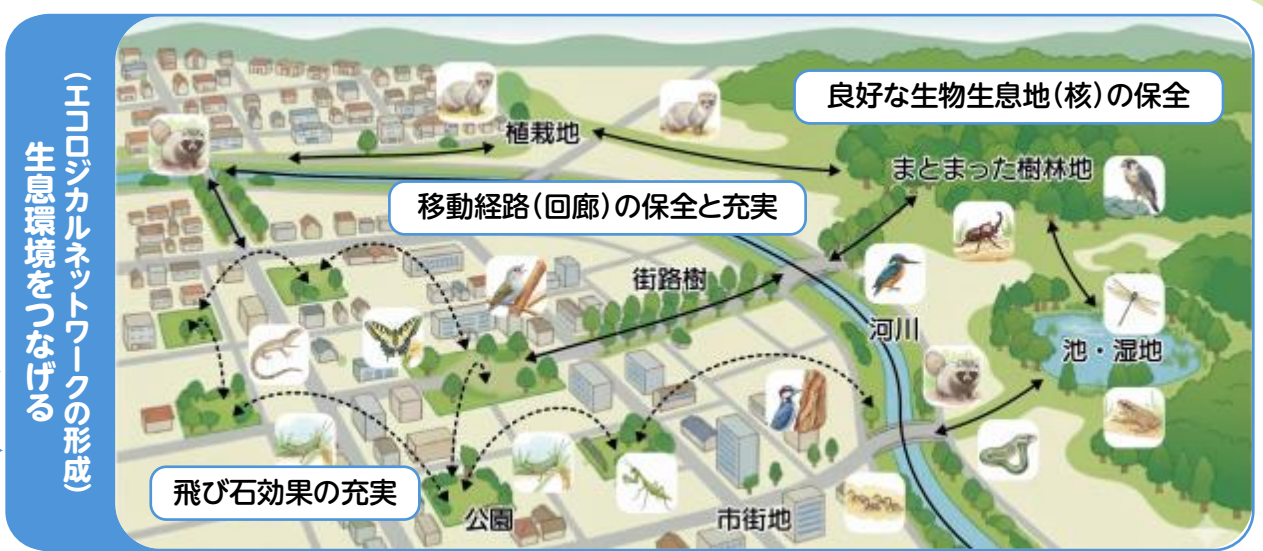 生息環境をつなげる
（エコロジカルネットワークの形成）
良好な生物生息地（核）の保全
植栽地
まとまった樹林地
移動経路（回廊）の保全と充実
街路樹
河川
池・湿地
飛び石効果の充実
公園
市街地